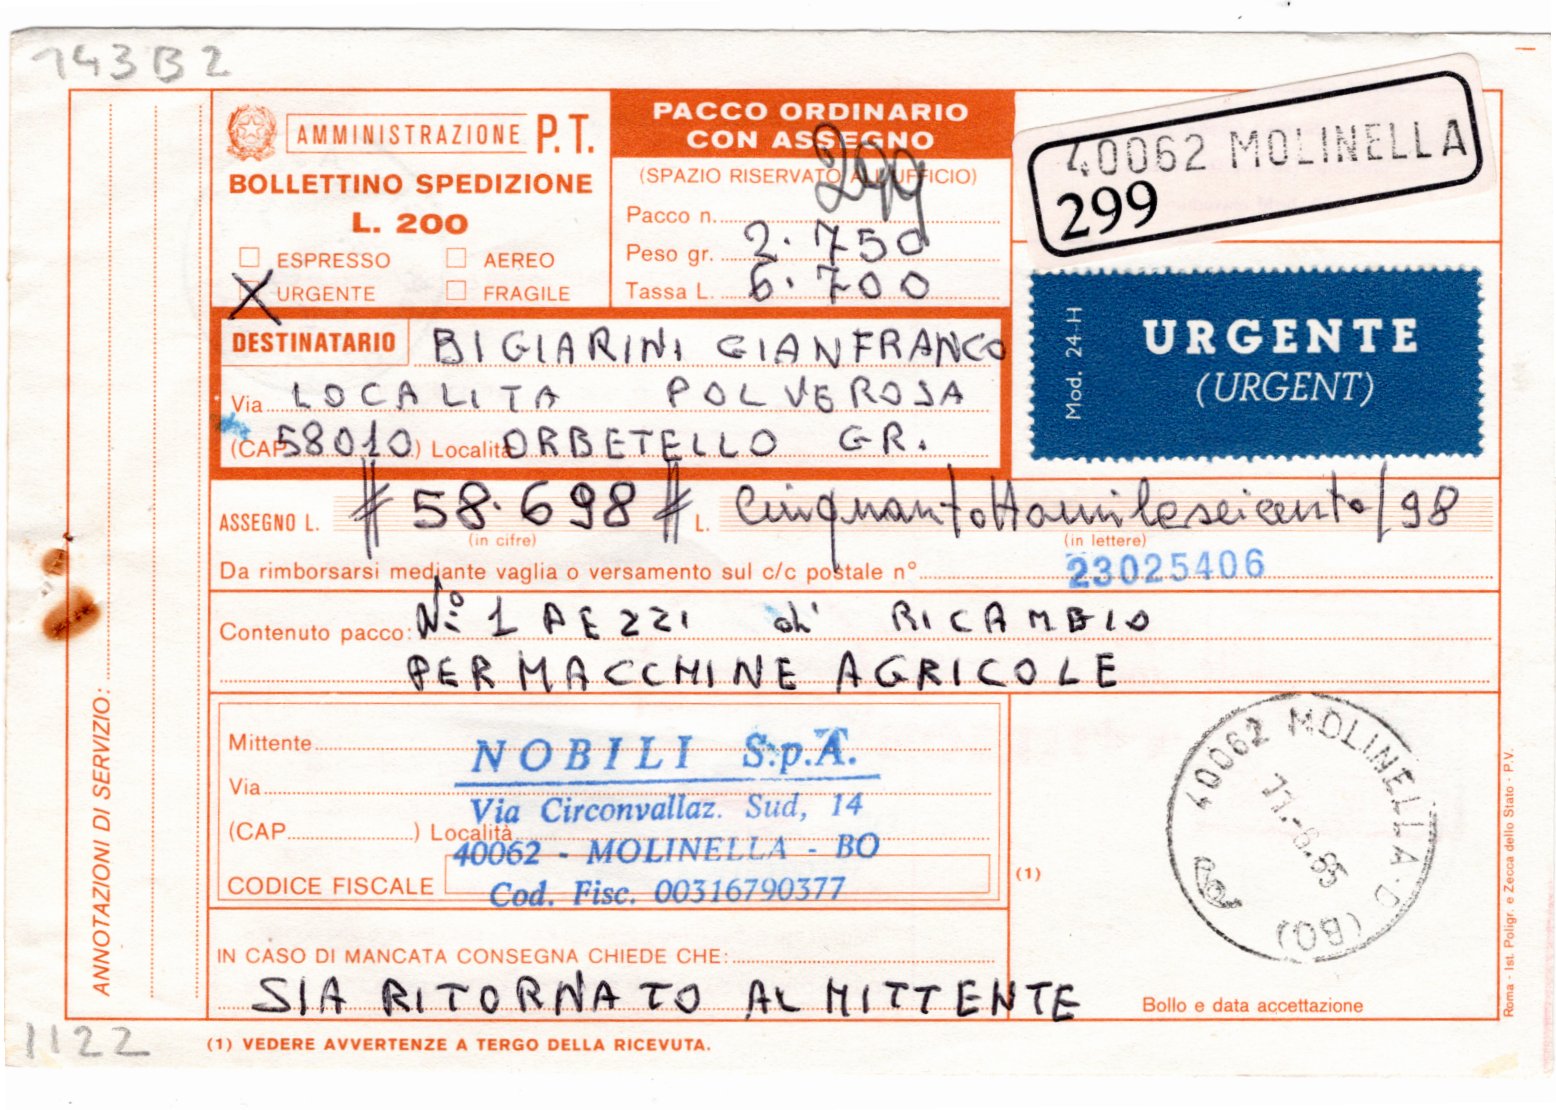 143B2
AMMINISTRAZIONE P.T.
BOLLETTINO SPEDIZIONE
L. 200
ESPRESSO AEREO
URGENTE FRAGILE
PACCO ORDINARIO
CON ASSEGNO
(SPAZIO RISERVATO ALL'UFFICIO)
Pacco n. 299
Peso gr. 2.750
Tassa L. 6.700
40062 MOLINELLA
299
Mod. 24-H
URGENTE
(URGENT)
DESTINATARIO BIGIARINI GIANFRANCO
Via LOCALITA POLVEROSA
(CAP 58010) Località ORBETELLO GR.
ASSEGNO L. # 58.698 # L. Cinquantottomilaseicento/98
(in cifre) (in lettere)
Da rimborsarsi mediante vaglia o versamento sul c/c postale n° 23025406
Contenuto pacco: N° 1 PEZZI di RICAMBIO
PER MACCHINE AGRICOLE
Mittente NOBILI S.p.A.
Via Via Circonvallaz. Sud, 14
(CAP ) Località
40062 - MOLINELLA - BO
CODICE FISCALE Cod. Fisc. 00316790377
(1)
40062 MOLINELLA-D (BO)
11.-6.85
IN CASO DI MANCATA CONSEGNA CHIEDE CHE:
SIA RITORNATO AL MITTENTE
Bollo e data accettazione
(1) VEDERE AVVERTENZE A TERGO DELLA RICEVUTA.
ANNOTAZIONI DI SERVIZIO:
Roma - Ist. Poligr. e Zecca dello Stato - P.V.
1122